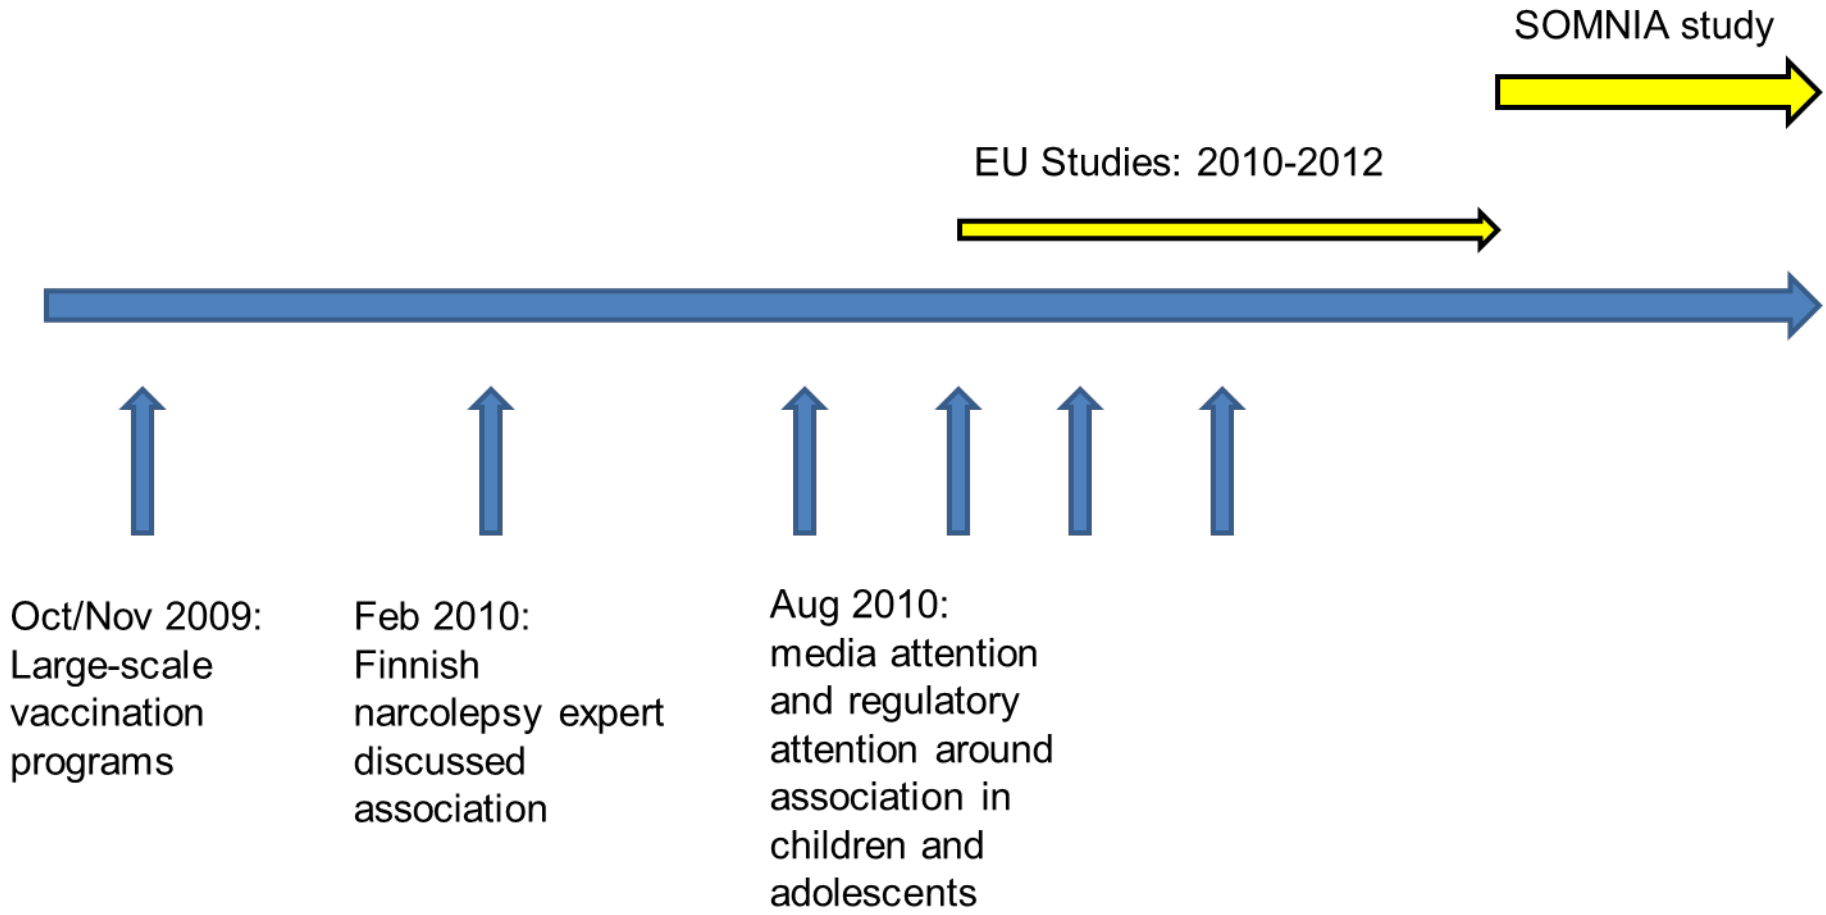 SOMNIA study
EU Studies: 2010-2012
Oct/Nov 2009:
Large-scale
vaccination
programs
Feb 2010:
Finnish
narcolepsy expert
discussed
association
Aug 2010:
media attention
and regulatory
attention around
association in
children and
adolescents